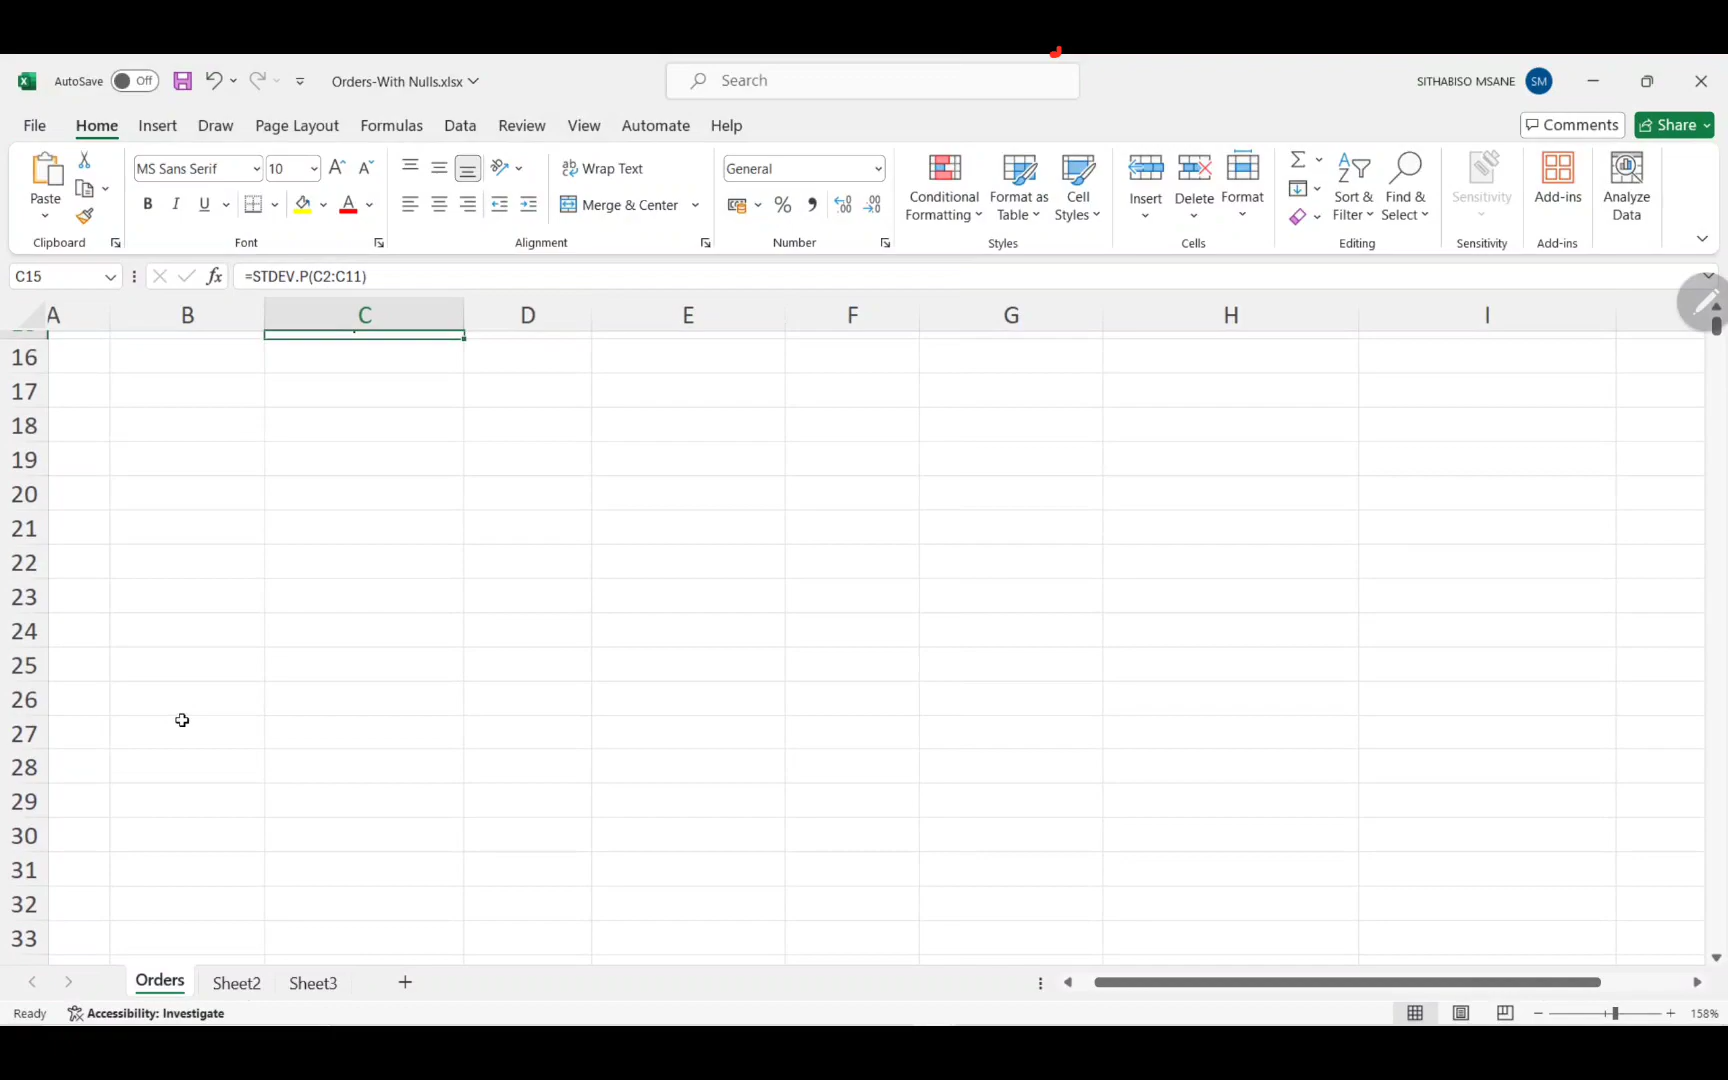 AutoSave Off Orders-With Nulls.xlsx Search SITHABISO MSANE SM
File Home Insert Draw Page Layout Formulas Data Review View Automate Help Comments Share
Paste MS Sans Serif 10 Wrap Text General Conditional Formatting Format as Table Cell Styles Insert Delete Format Sort & Filter Find & Select Sensitivity Add-ins Analyze Data
B I U A Merge & Center %
Clipboard Font Alignment Number Styles Cells Editing Sensitivity Add-ins
C15 fx =STDEV.P(C2:C11)
A B C D E F G H I
16
17
18
19
20
21
22
23
24
25
26
27
28
29
30
31
32
33
Orders Sheet2 Sheet3
Ready Accessibility: Investigate 158%